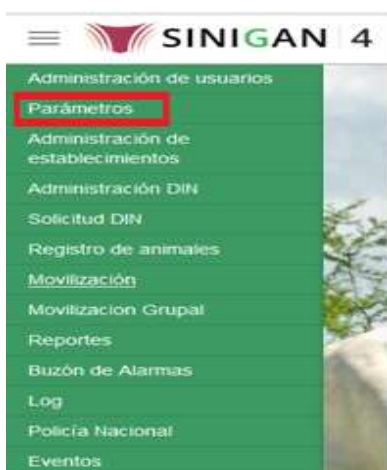 SINIGAN 4
Administración de usuarios
Parámetros
Administración de
establecimientos
Administración DIN
Solicitud DIN
Registro de animales
Movilización
Movilizacion Grupal
Reportes
Buzón de Alarmas
Log
Policía Nacional
Eventos